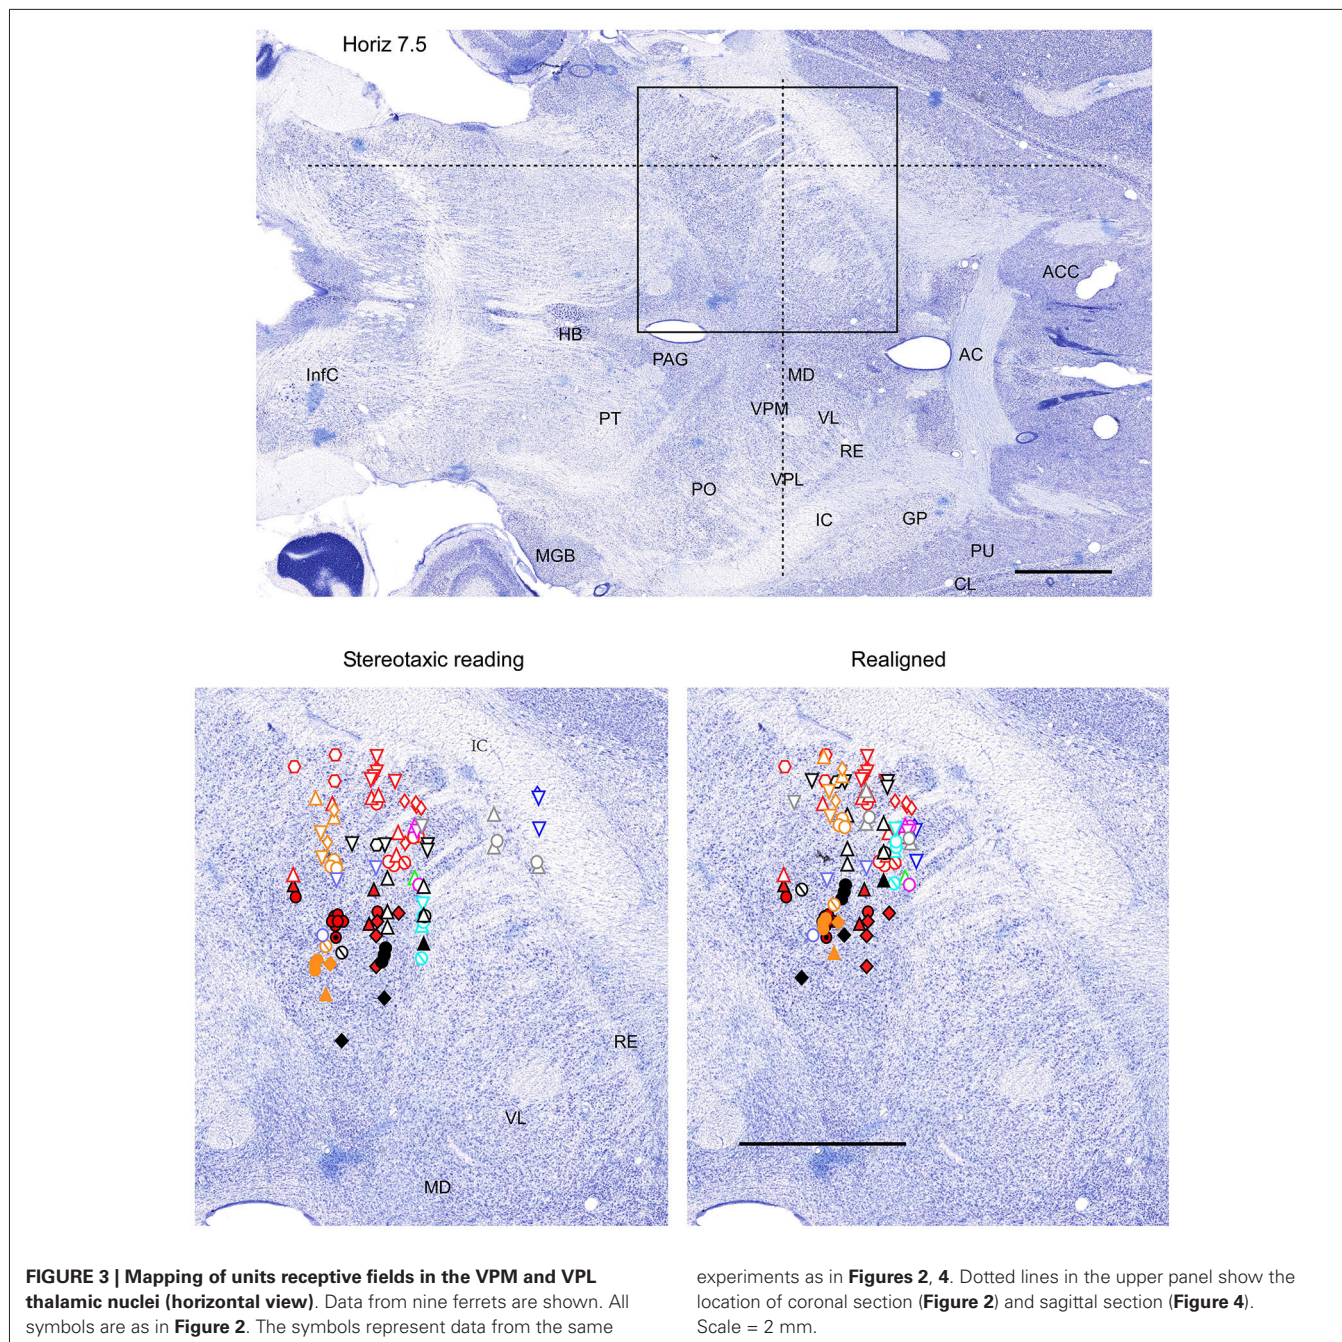 Horiz 7.5
ACC
HB
PAG
AC
InfC
MD
VPM
VL
PT
RE
VPL
PO
IC
GP
MGB
PU
CL
Stereotaxic reading
Realigned
IC
RE
VL
MD
FIGURE 3 | Mapping of units receptive fields in the VPM and VPL
thalamic nuclei (horizontal view). Data from nine ferrets are shown. All
symbols are as in Figure 2. The symbols represent data from the same
experiments as in Figures 2, 4. Dotted lines in the upper panel show the
location of coronal section (Figure 2) and sagittal section (Figure 4).
Scale = 2 mm.